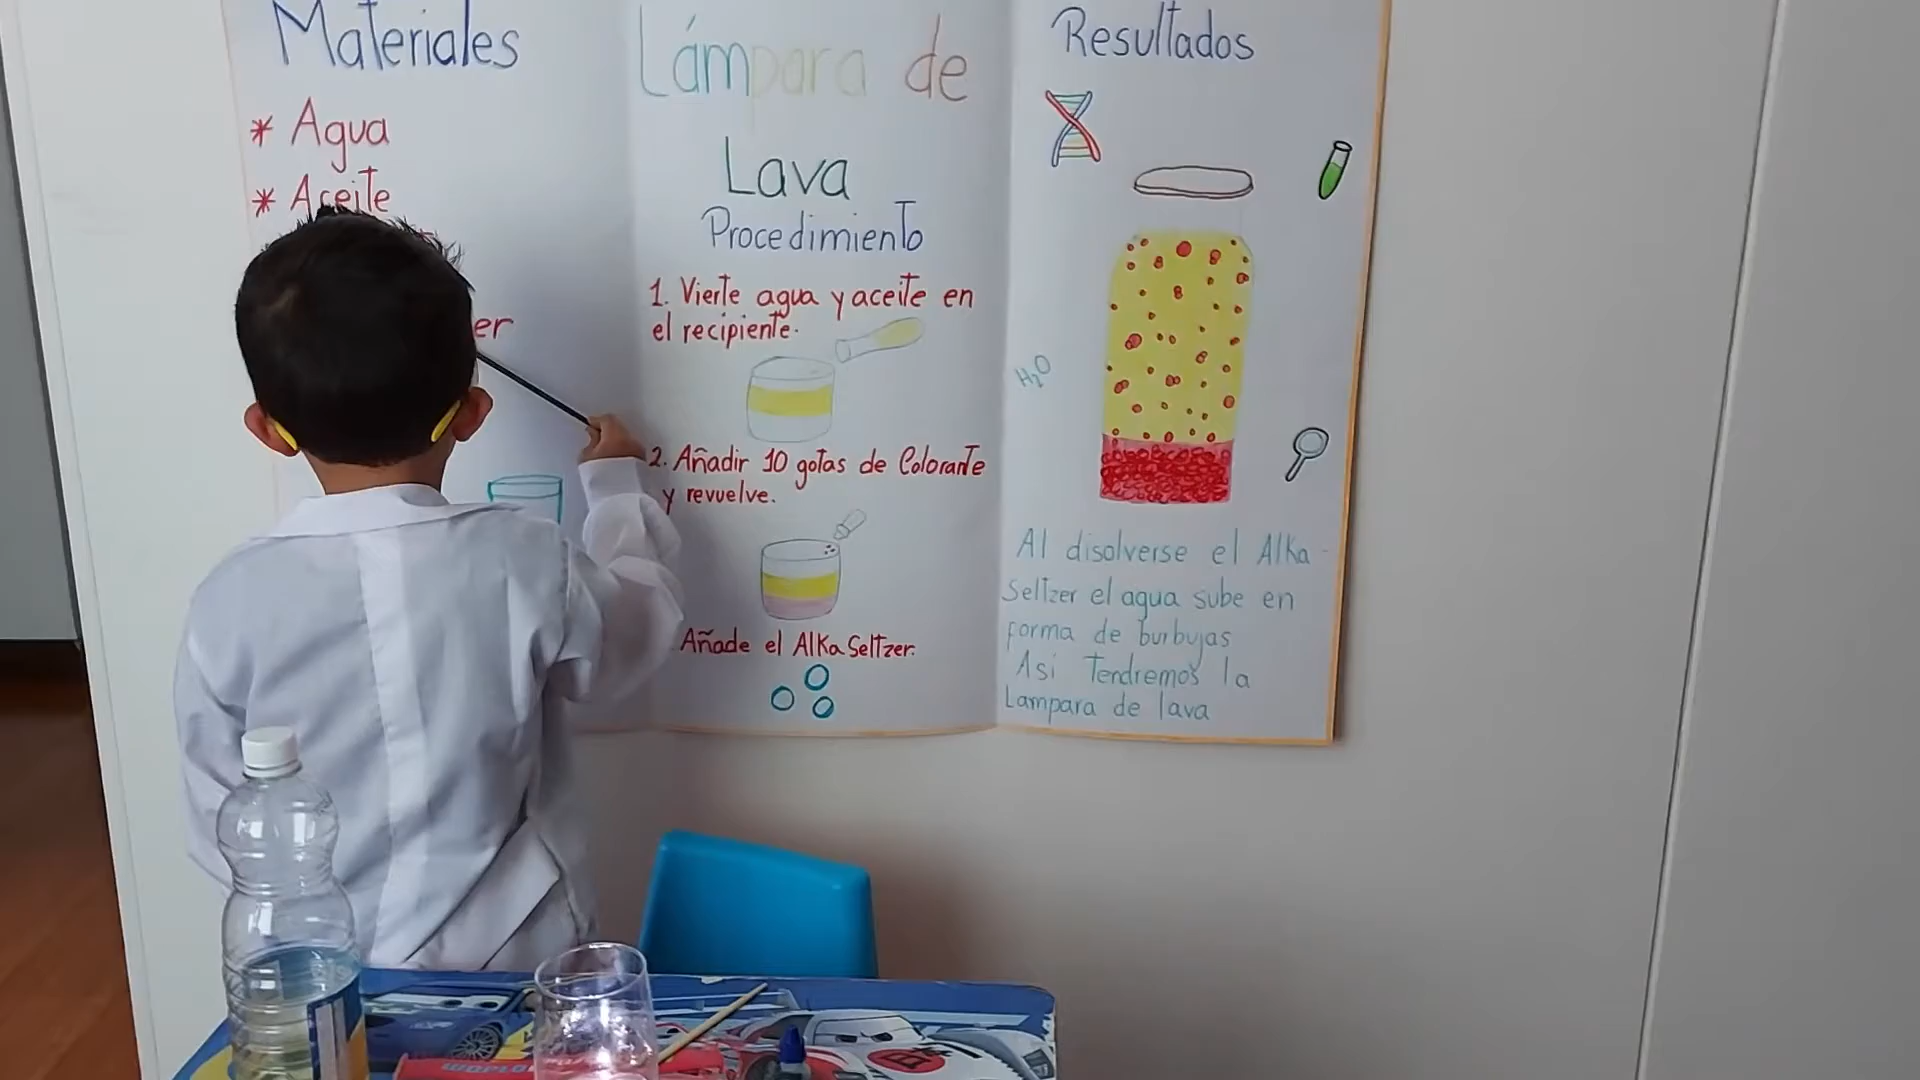 Materiales
* Agua
* Aceite
er
Lámpara de
Lava
Procedimiento
1. Vierte agua y aceite en
el recipiente.
2. Añadir 10 gotas de Colorante
y revuelve.
Añade el Alka Seltzer.
Resultados
H2O
Al disolverse el Alka-
Seltzer el agua sube en
forma de burbujas
Así Tendremos la
Lampara de lava
WORLD